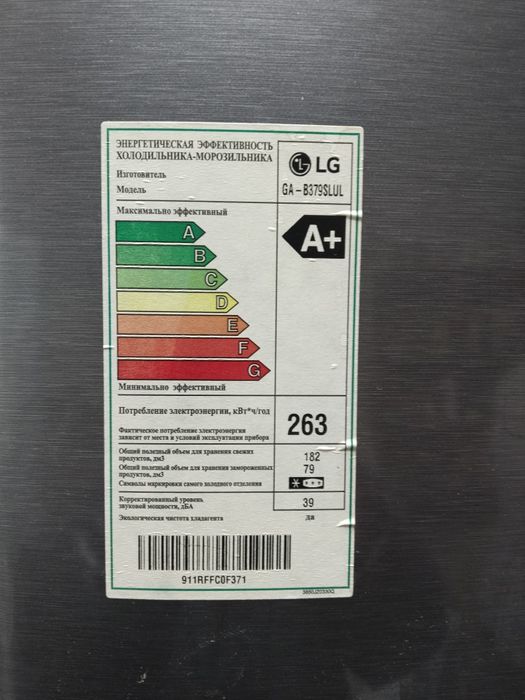 ЭНЕРГЕТИЧЕСКАЯ ЭФФЕКТИВНОСТЬ
ХОЛОДИЛЬНИКА-МОРОЗИЛЬНИКА
LG
Изготовитель
Модель
GA-B379SLUL
Максимально эффективный
A+
A
B
C
D
E
F
G
Минимально эффективный
Потребление электроэнергии, кВт*ч/год
263
Фактическое потребление электроэнергии
зависит от места и условий эксплуатации прибора
Общий полезный объем для хранения свежих
продуктов, дм3
182
Общий полезный объем для хранения замороженных
продуктов, дм3
79
Символы маркировки самого холодного отделения
Корректированный уровень
звуковой мощности, дБА
39
Экологическая чистота хладагента
да
911RFFC0F371